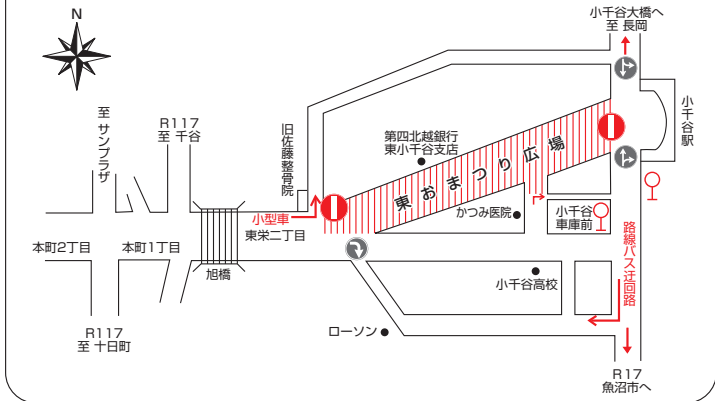 小千谷大橋へ
至 長岡
N
R117
至 千谷
至 サンプラザ
旧佐藤整骨院
第四北越銀行
東小千谷支店
東おまつり広場
小千谷駅
小型車
東栄二丁目
かつみ医院
小千谷
車庫前
本町2丁目
本町1丁目
旭橋
路線バス迂回路
小千谷高校
ローソン
R117
至 十日町
R17
魚沼市へ